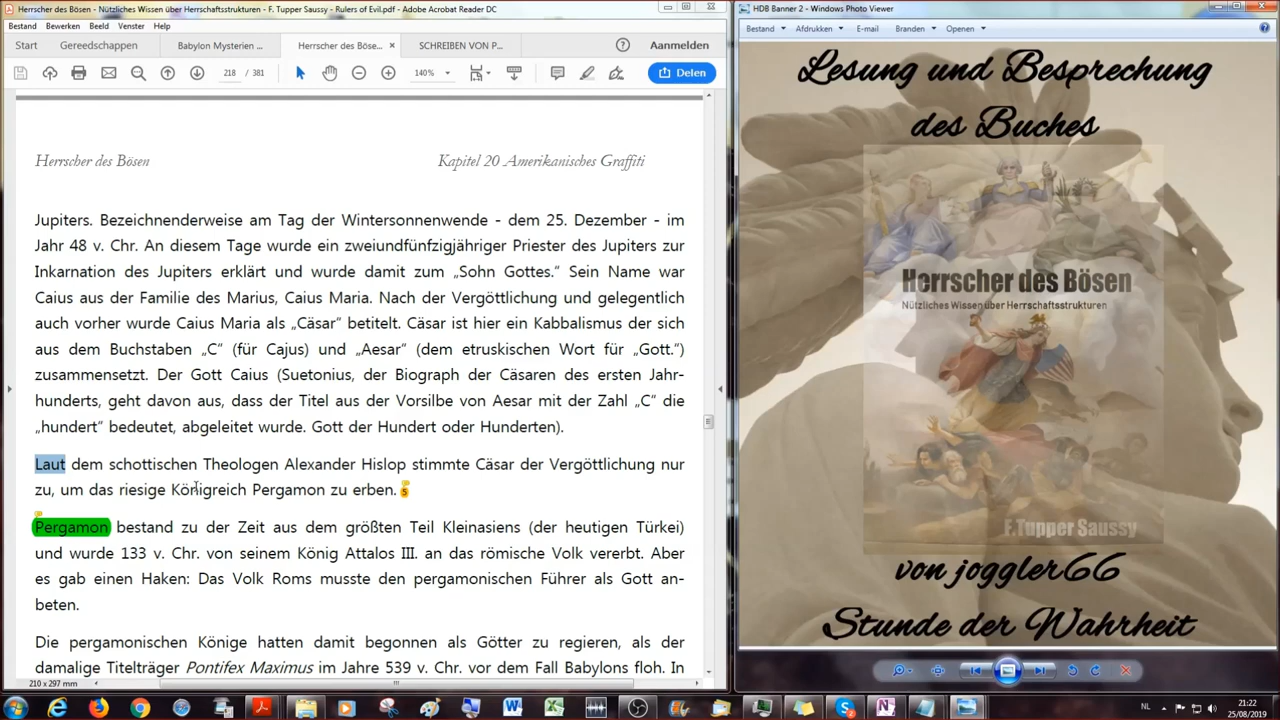 Herrscher des Bösen - Nützliches Wissen über Herrschaftsstrukturen - F. Tupper Saussy - Rulers of Evil.pdf - Adobe Acrobat Reader DC
Bestand Bewerken Beeld Venster Help
Start Gereedschappen Babylon Mysterien ... Herrscher des Böse... × SCHREIBEN VON P... Aanmelden
218 / 381 140% Delen
Herrscher des Bösen Kapitel 20 Amerikanisches Graffiti
Jupiters. Bezeichnenderweise am Tag der Wintersonnenwende - dem 25. Dezember - im
Jahr 48 v. Chr. An diesem Tage wurde ein zweiundfünfzigjähriger Priester des Jupiters zur
Inkarnation des Jupiters erklärt und wurde damit zum „Sohn Gottes.“ Sein Name war
Caius aus der Familie des Marius, Caius Maria. Nach der Vergöttlichung und gelegentlich
auch vorher wurde Caius Maria als „Cäsar“ betitelt. Cäsar ist hier ein Kabbalismus der sich
aus dem Buchstaben „C“ (für Cajus) und „Aesar“ (dem etruskischen Wort für „Gott.“)
zusammensetzt. Der Gott Caius (Suetonius, der Biograph der Cäsaren des ersten Jahr-
hunderts, geht davon aus, dass der Titel aus der Vorsilbe von Aesar mit der Zahl „C“ die
„hundert“ bedeutet, abgeleitet wurde. Gott der Hundert oder Hunderten).
Laut dem schottischen Theologen Alexander Hislop stimmte Cäsar der Vergöttlichung nur
zu, um das riesige Königreich Pergamon zu erben. 5
Pergamon bestand zu der Zeit aus dem größten Teil Kleinasiens (der heutigen Türkei)
und wurde 133 v. Chr. von seinem König Attalos III. an das römische Volk vererbt. Aber
es gab einen Haken: Das Volk Roms musste den pergamonischen Führer als Gott an-
beten.
Die pergamonischen Könige hatten damit begonnen als Götter zu regieren, als der
damalige Titelträger Pontifex Maximus im Jahre 539 v. Chr. vor dem Fall Babylons floh. In
210 x 297 mm
HDB Banner 2 - Windows Photo Viewer
Bestand Afdrukken E-mail Branden Openen
Lesung und Besprechung
des Buches
Herrscher des Bösen
Nützliches Wissen über Herrschaftsstrukturen
F.Tupper Saussy
von joggler66
Stunde der Wahrheit
NL 21:22
25/08/2019